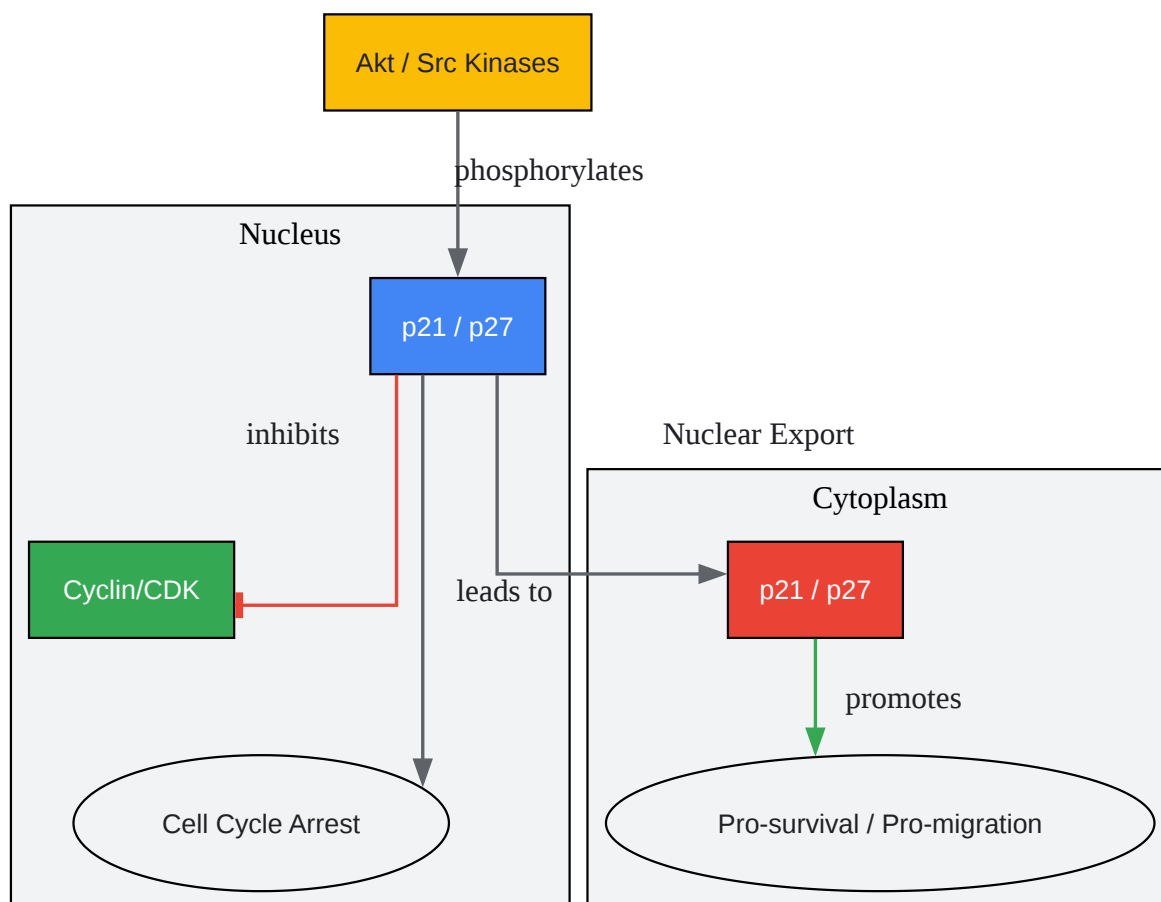 Akt / Src Kinases
phosphorylates
Nucleus
p21 / p27
inhibits
Nuclear Export
Cytoplasm
Cyclin/CDK
leads to
p21 / p27
promotes
Cell Cycle Arrest
Pro-survival / Pro-migration